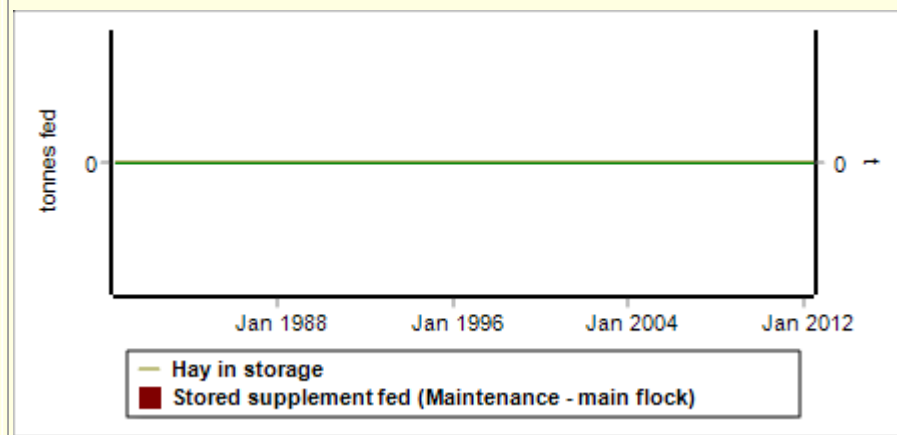 tonnes fed
0
0
t
Jan 1988 Jan 1996 Jan 2004 Jan 2012
Hay in storage
Stored supplement fed (Maintenance - main flock)